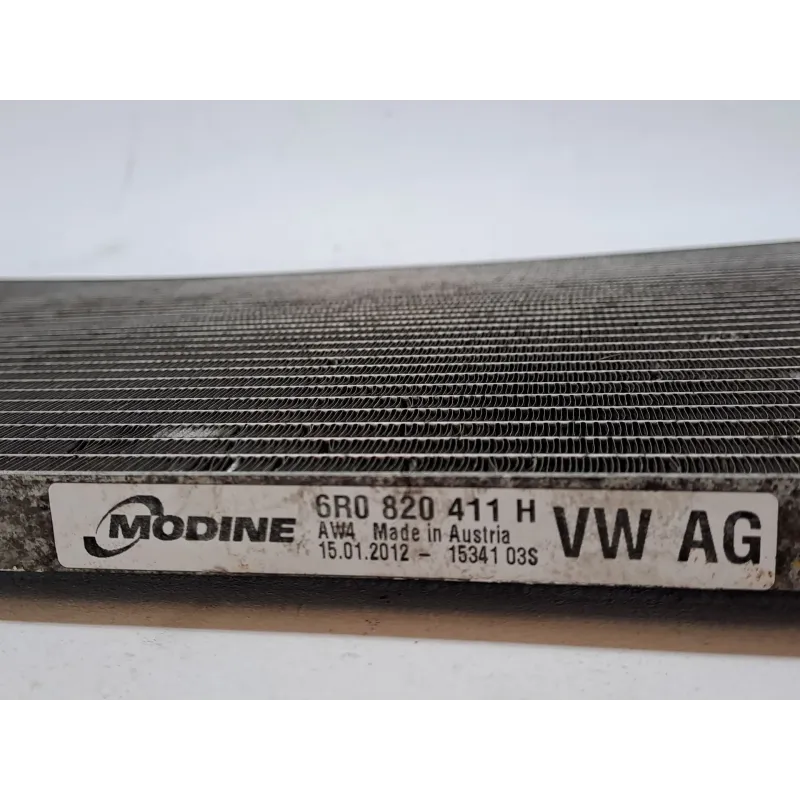 MODINE
6R0 820 411 H
AW4 Made in Austria
15.01.2012 - 15341 03S
VW AG